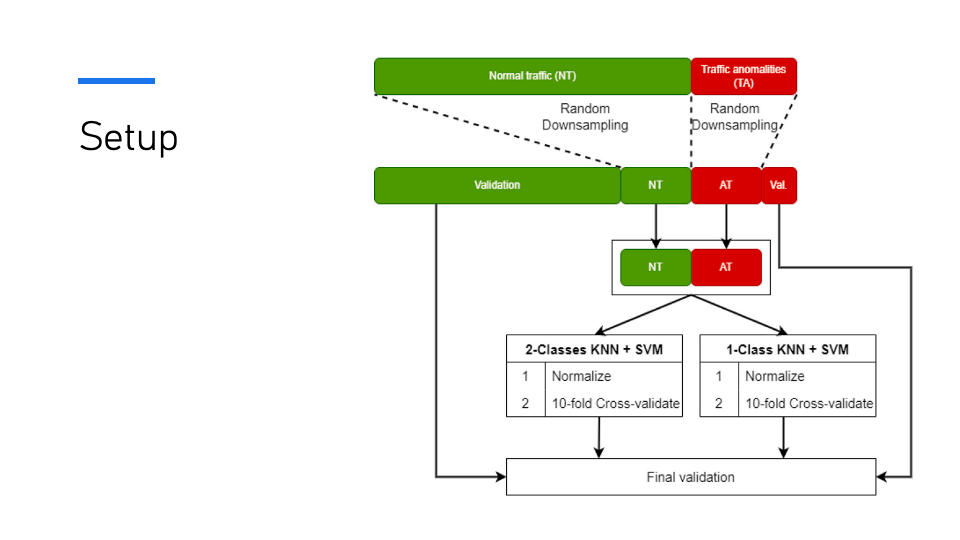 Setup
Normal traffic (NT)
Traffic anomalities
(TA)
Random
Downsampling
Random
Downsampling
Validation
NT
AT
Val.
NT
AT
2-Classes KNN + SVM
1 Normalize
2 10-fold Cross-validate
1-Class KNN + SVM
1 Normalize
2 10-fold Cross-validate
Final validation